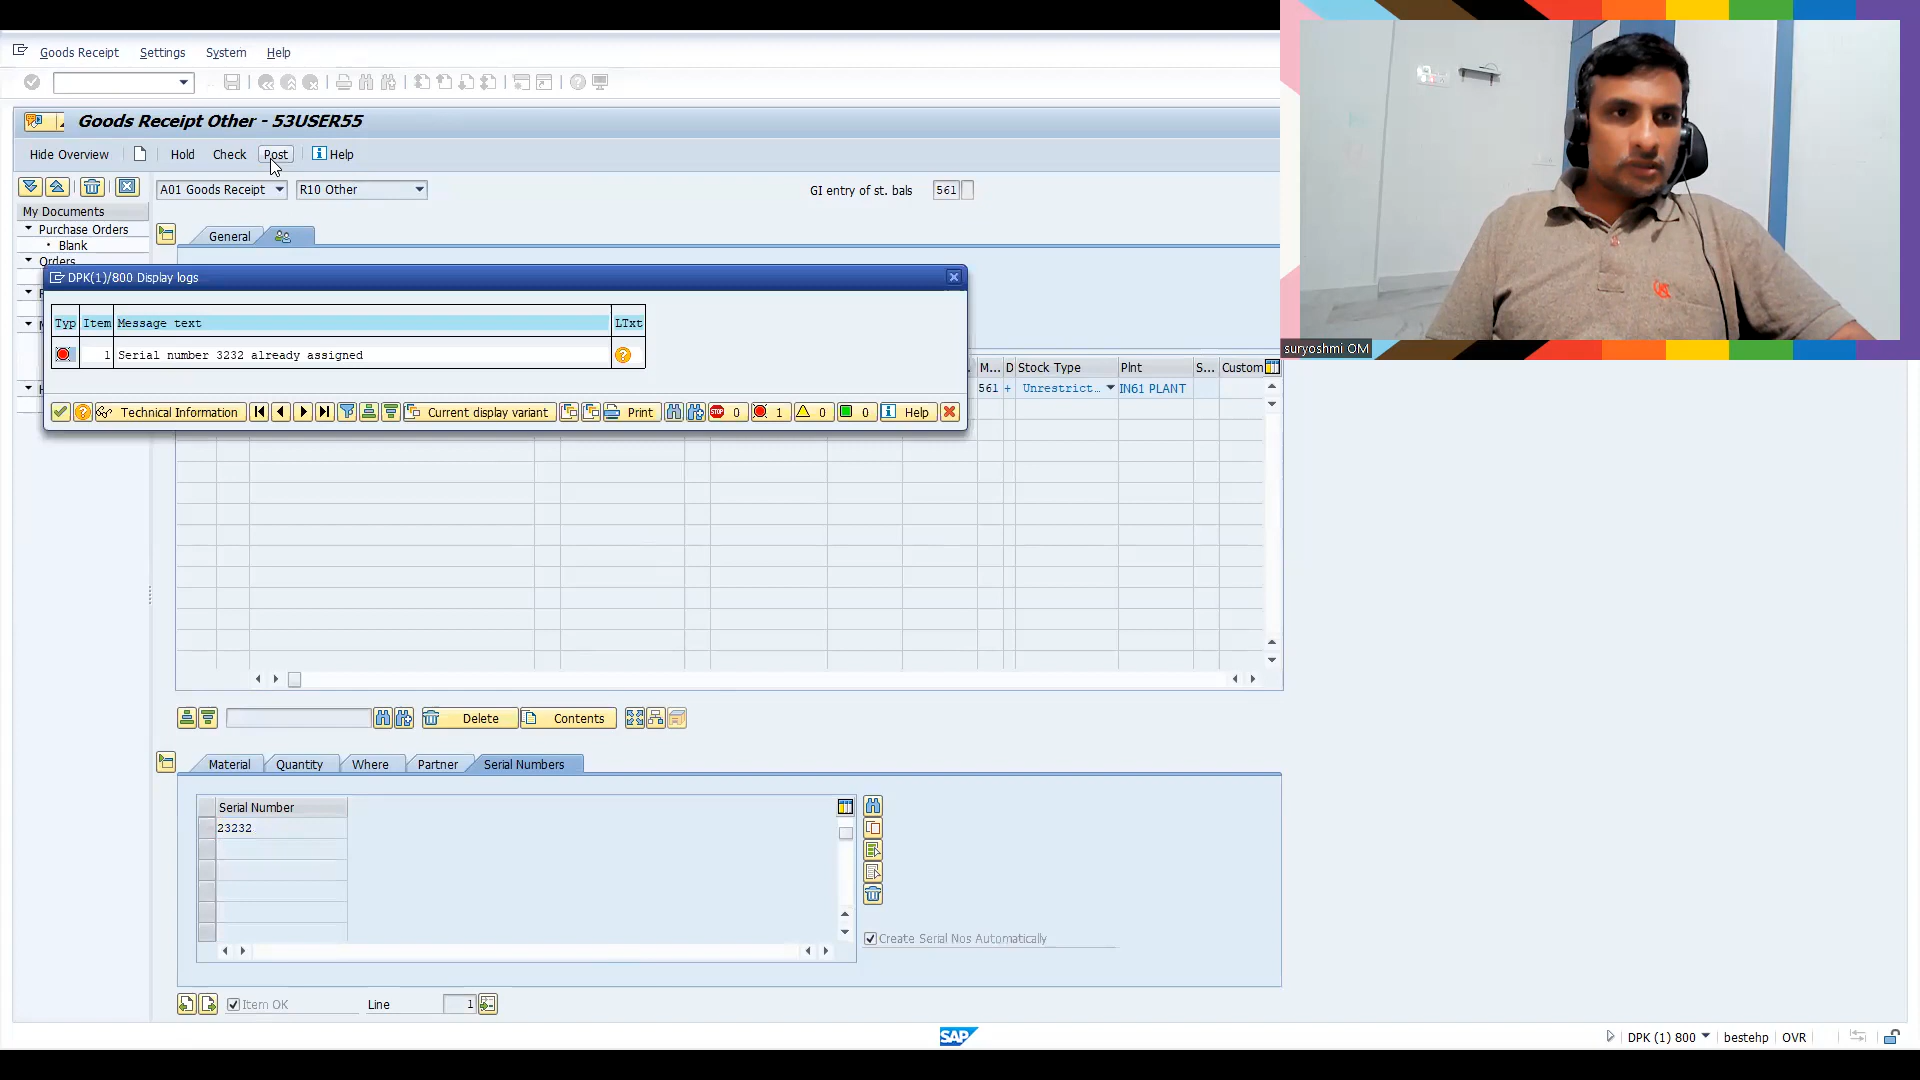 Goods Receipt Settings System Help
Goods Receipt Other - 53USER55
Hide Overview Hold Check Post Help
A01 Goods Receipt R10 Other GI entry of st. bals 561
My Documents
Purchase Orders
Blank
Orders
General
DPK(1)/800 Display logs
Typ Item Message text LTxt
1 Serial number 3232 already assigned
Technical Information Current display variant Print STOP 0 1 0 0 Help
M... D Stock Type Plnt S... Custom
561 + Unrestrict... IN61 PLANT
Delete Contents
Material Quantity Where Partner Serial Numbers
Serial Number
23232
Create Serial Nos Automatically
Item OK Line 1
SAP
DPK (1) 800 bestehp OVR
suryoshmi OM